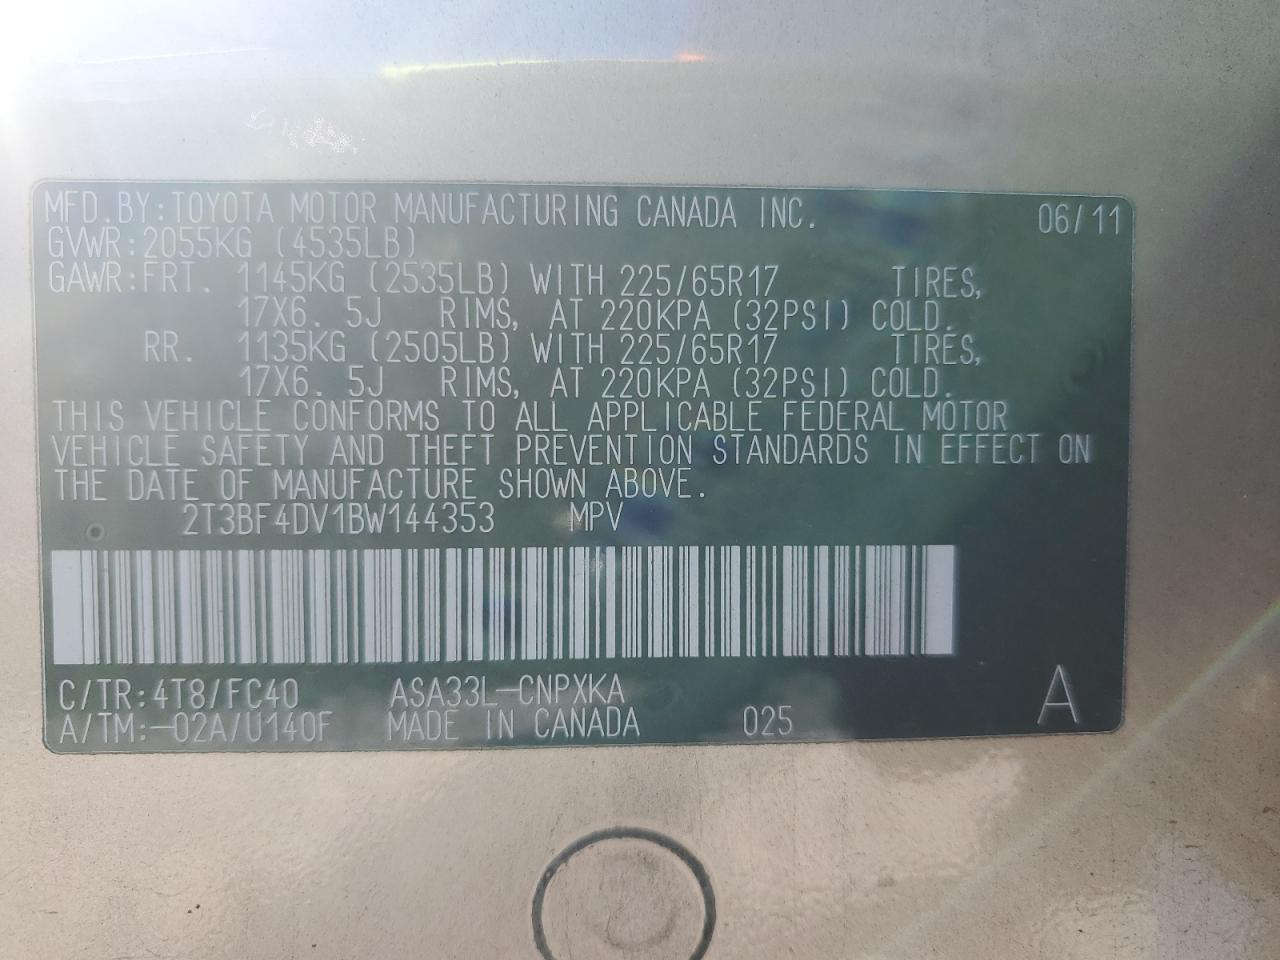 MFD.BY:TOYOTA MOTOR MANUFACTURING CANADA INC. 06/11
GVWR:2055KG (4535LB)
GAWR:FRT. 1145KG (2535LB) WITH 225/65R17 TIRES,
17X6.5J RIMS, AT 220KPA (32PSI) COLD.
RR. 1135KG (2505LB) WITH 225/65R17 TIRES,
17X6.5J RIMS, AT 220KPA (32PSI) COLD.
THIS VEHICLE CONFORMS TO ALL APPLICABLE FEDERAL MOTOR
VEHICLE SAFETY AND THEFT PREVENTION STANDARDS IN EFFECT ON
THE DATE OF MANUFACTURE SHOWN ABOVE.
2T3BF4DV1BW144353 MPV
C/TR:4T8/FC40 ASA33L-CNPXKA A
A/TM:-02A/U140F MADE IN CANADA 025